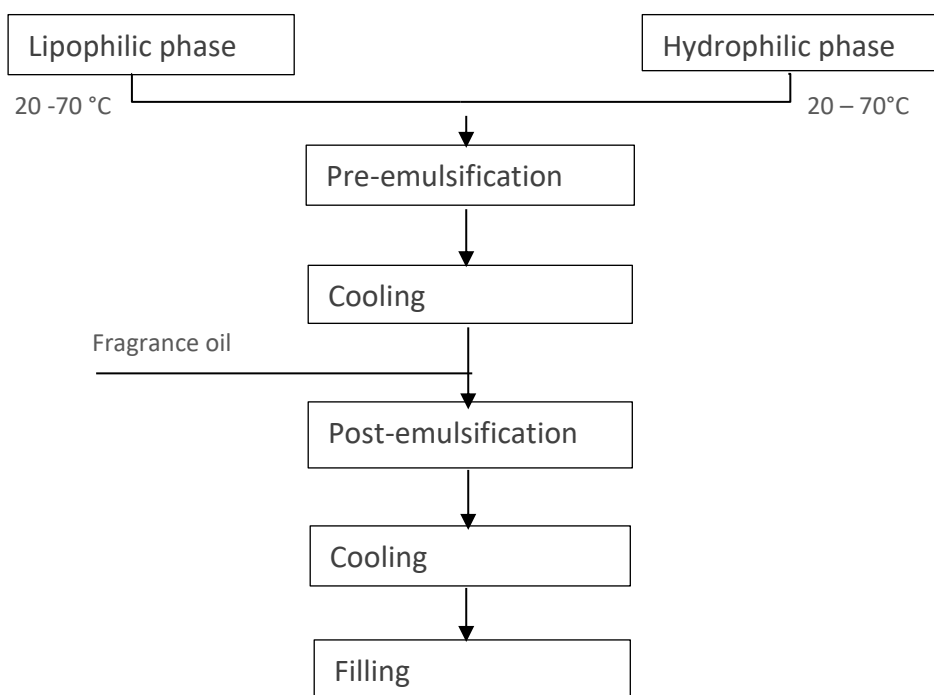 Lipophilic phase
Hydrophilic phase
20 -70 °C
20 – 70°C
Pre-emulsification
Cooling
Fragrance oil
Post-emulsification
Cooling
Filling